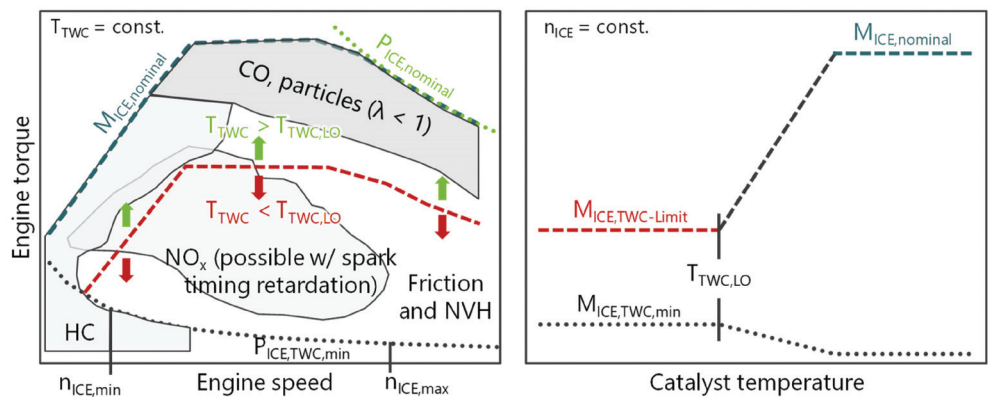 T_TWC = const.
M_ICE,nominal
P_ICE,nominal
CO, particles (λ < 1)
T_TWC > T_TWC,LO
T_TWC < T_TWC,LO
NOₓ (possible w/ spark
timing retardation)
Friction
and NVH
HC
P_ICE,TWC,min
n_ICE,min
Engine speed
n_ICE,max
Engine torque
n_ICE = const.
M_ICE,nominal
M_ICE,TWC-Limit
T_TWC,LO
M_ICE,TWC,min
Catalyst temperature